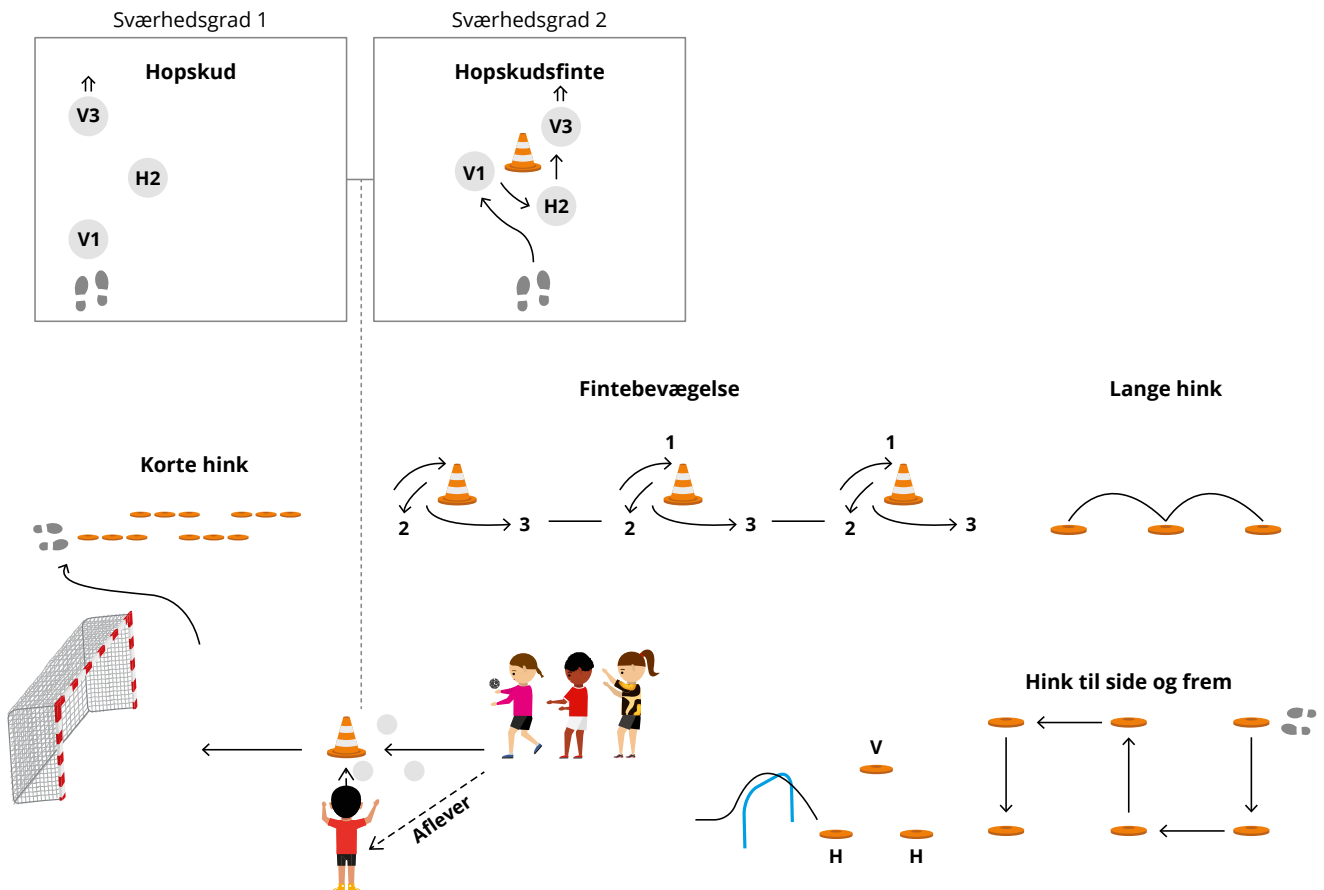 Sværhedsgrad 1
Hopskud
V3
H2
V1
Sværhedsgrad 2
Hopskudsfinte
V3
V1
H2
Fintebevægelse
Lange hink
Korte hink
1
1
2
3
2
3
2
3
Hink til side og frem
V
Aflever
H
H